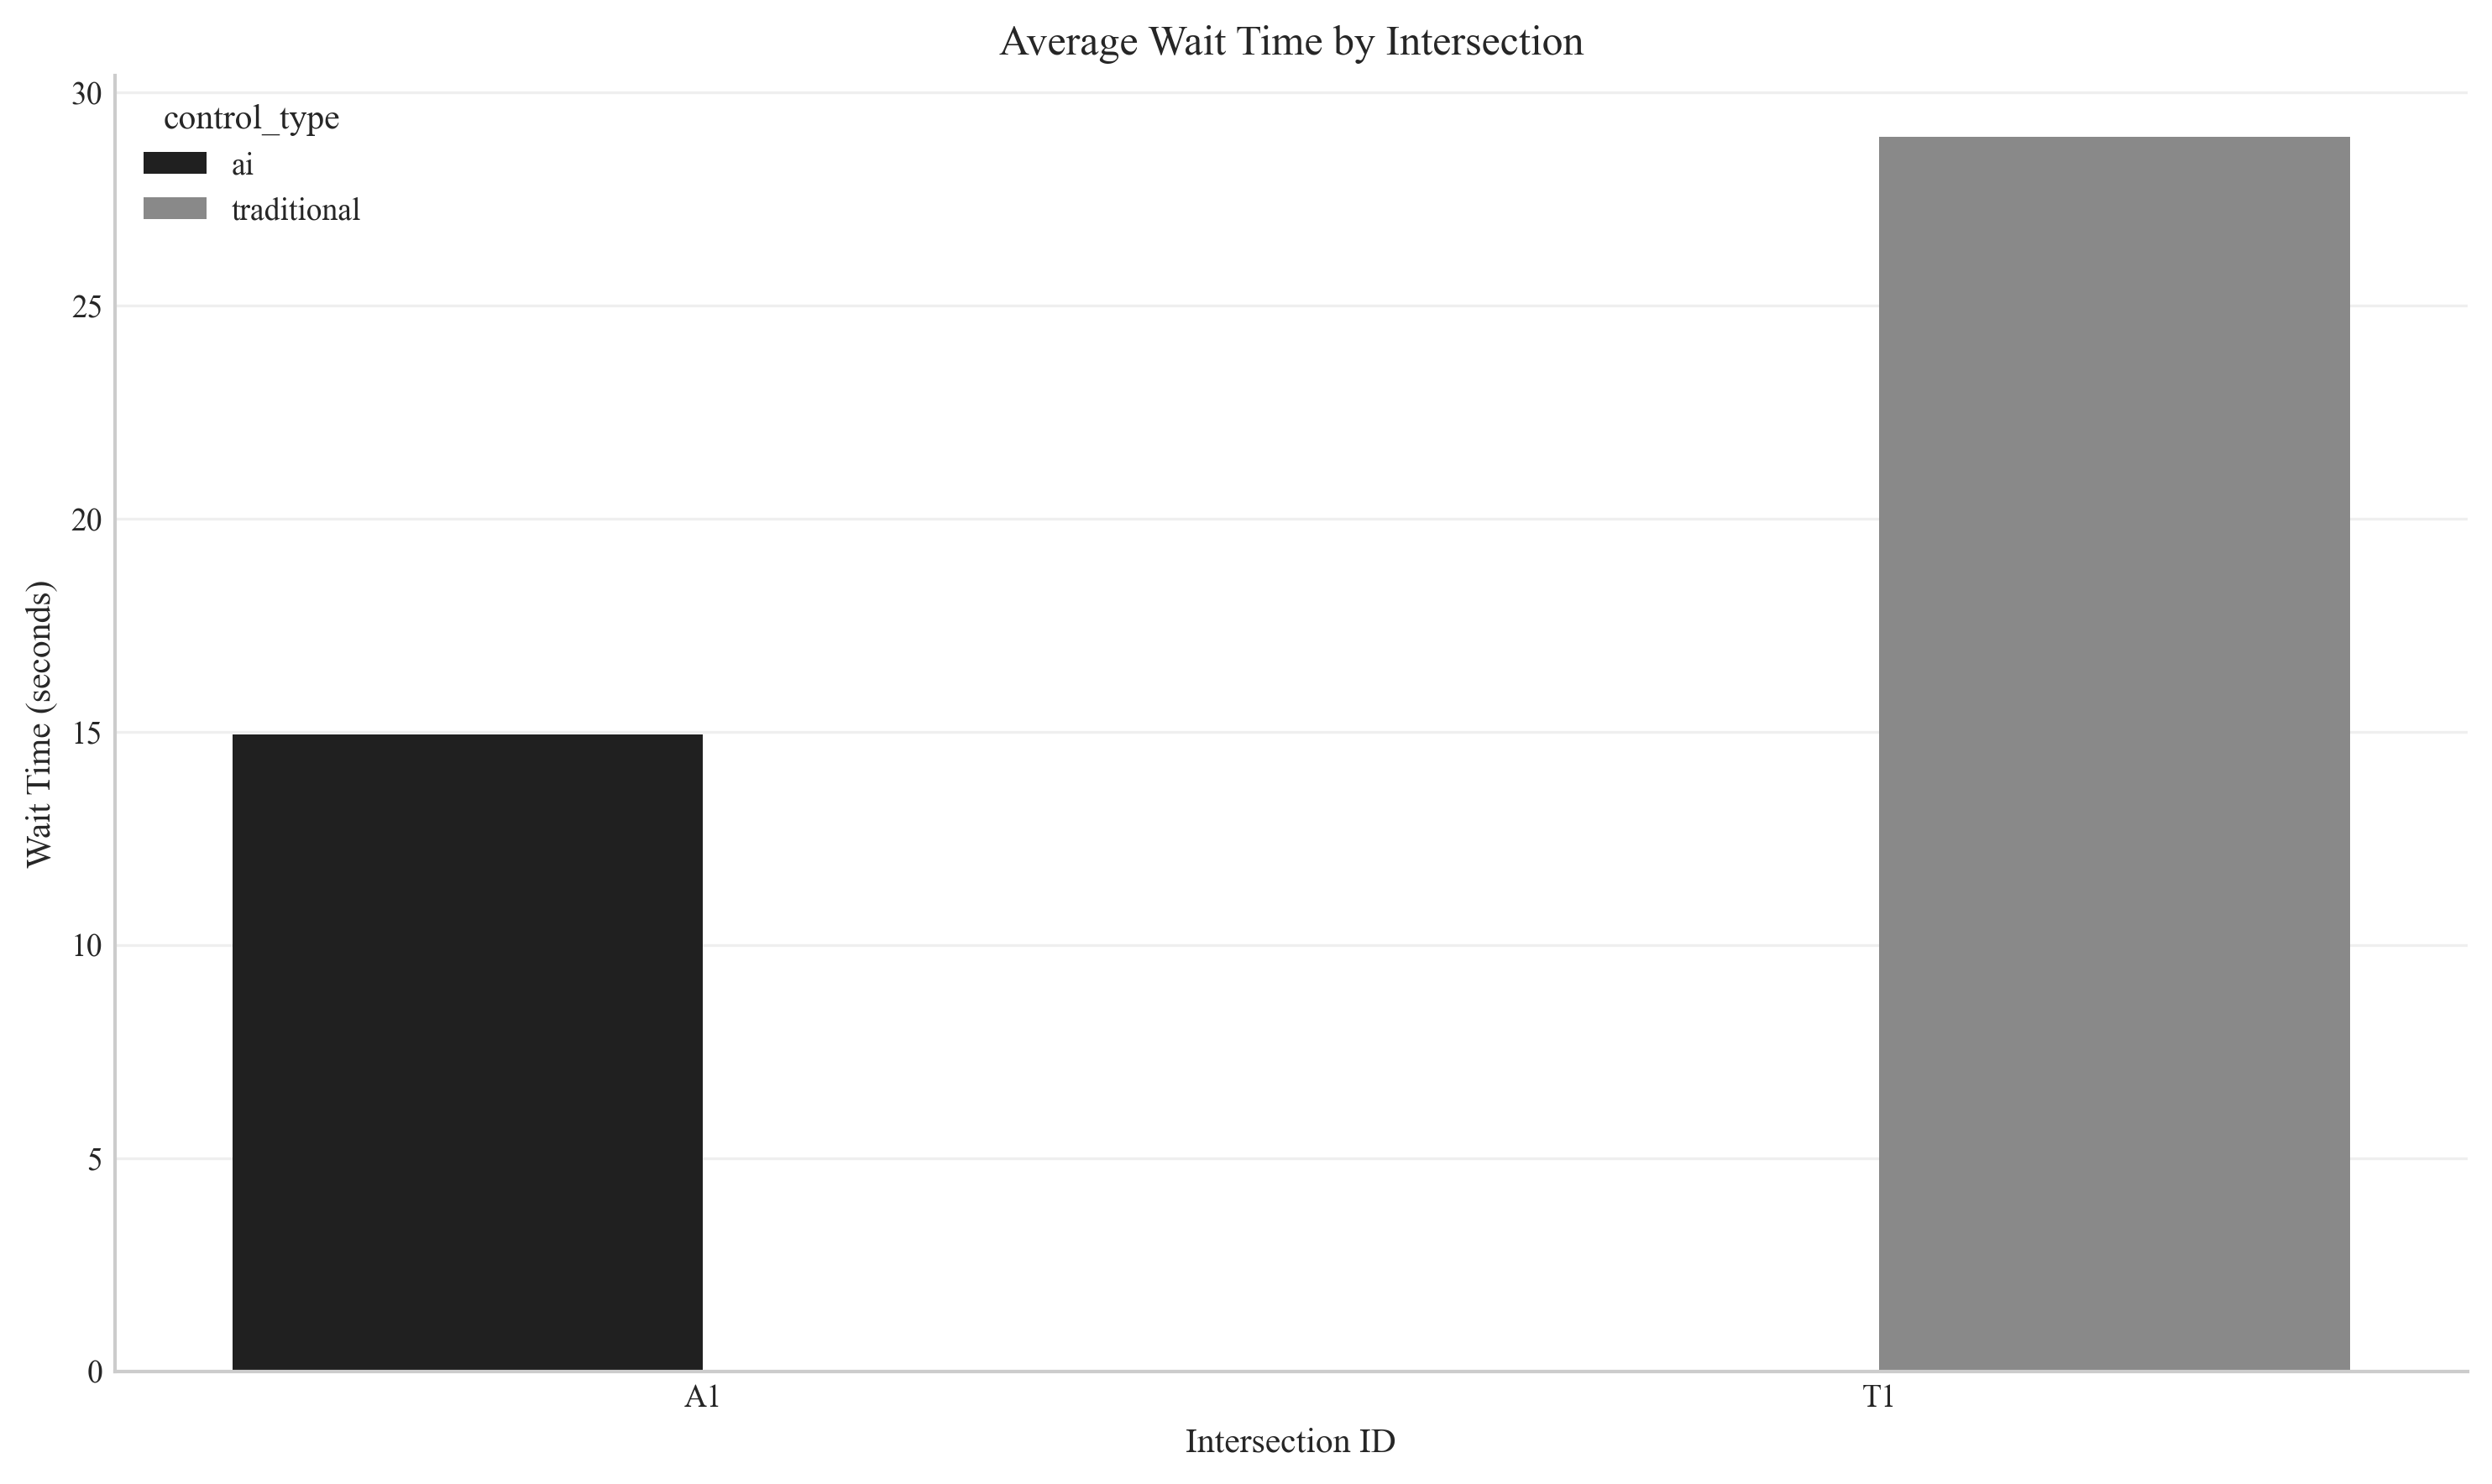 Average Wait Time by Intersection
control_type
ai
traditional
30
25
20
15
10
5
0
Wait Time (seconds)
A1
T1
Intersection ID